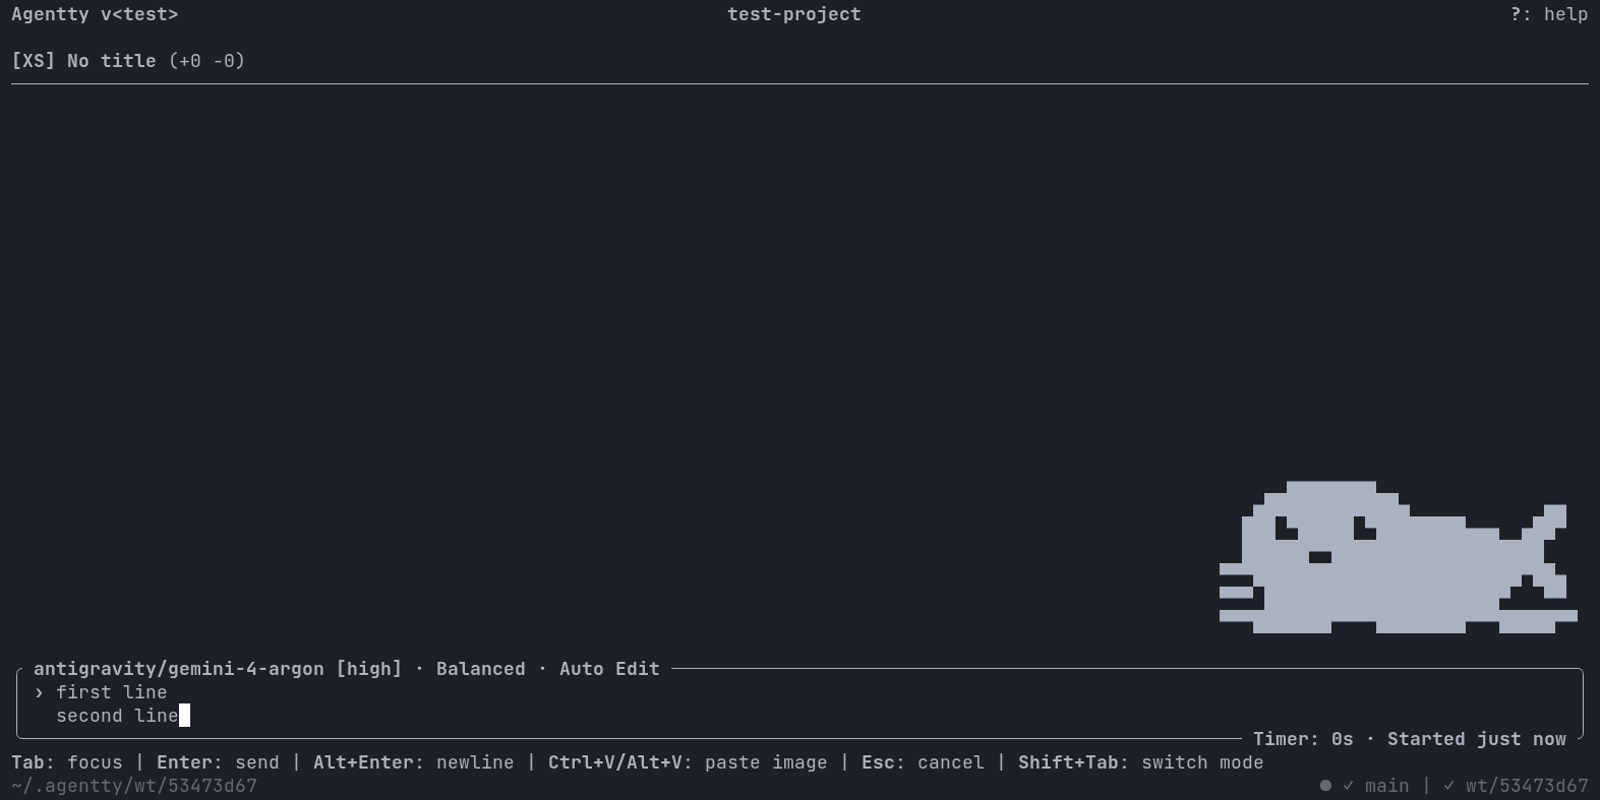 Agentty v<test> test-project ?: help
[XS] No title (+0 -0)
antigravity/gemini-4-argon [high] · Balanced · Auto Edit
› first line
second line
Timer: 0s · Started just now
Tab: focus | Enter: send | Alt+Enter: newline | Ctrl+V/Alt+V: paste image | Esc: cancel | Shift+Tab: switch mode
~/.agentty/wt/53473d67 ● ✓ main | ✓ wt/53473d67